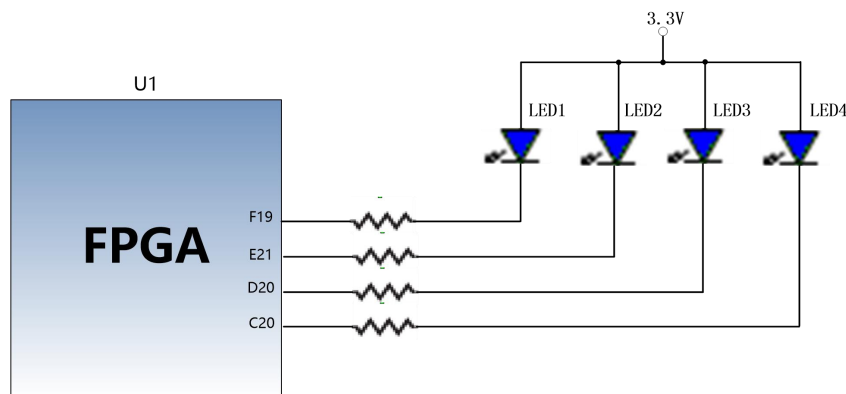 3.3V
U1
LED1
LED2
LED3
LED4
FPGA
F19
E21
D20
C20